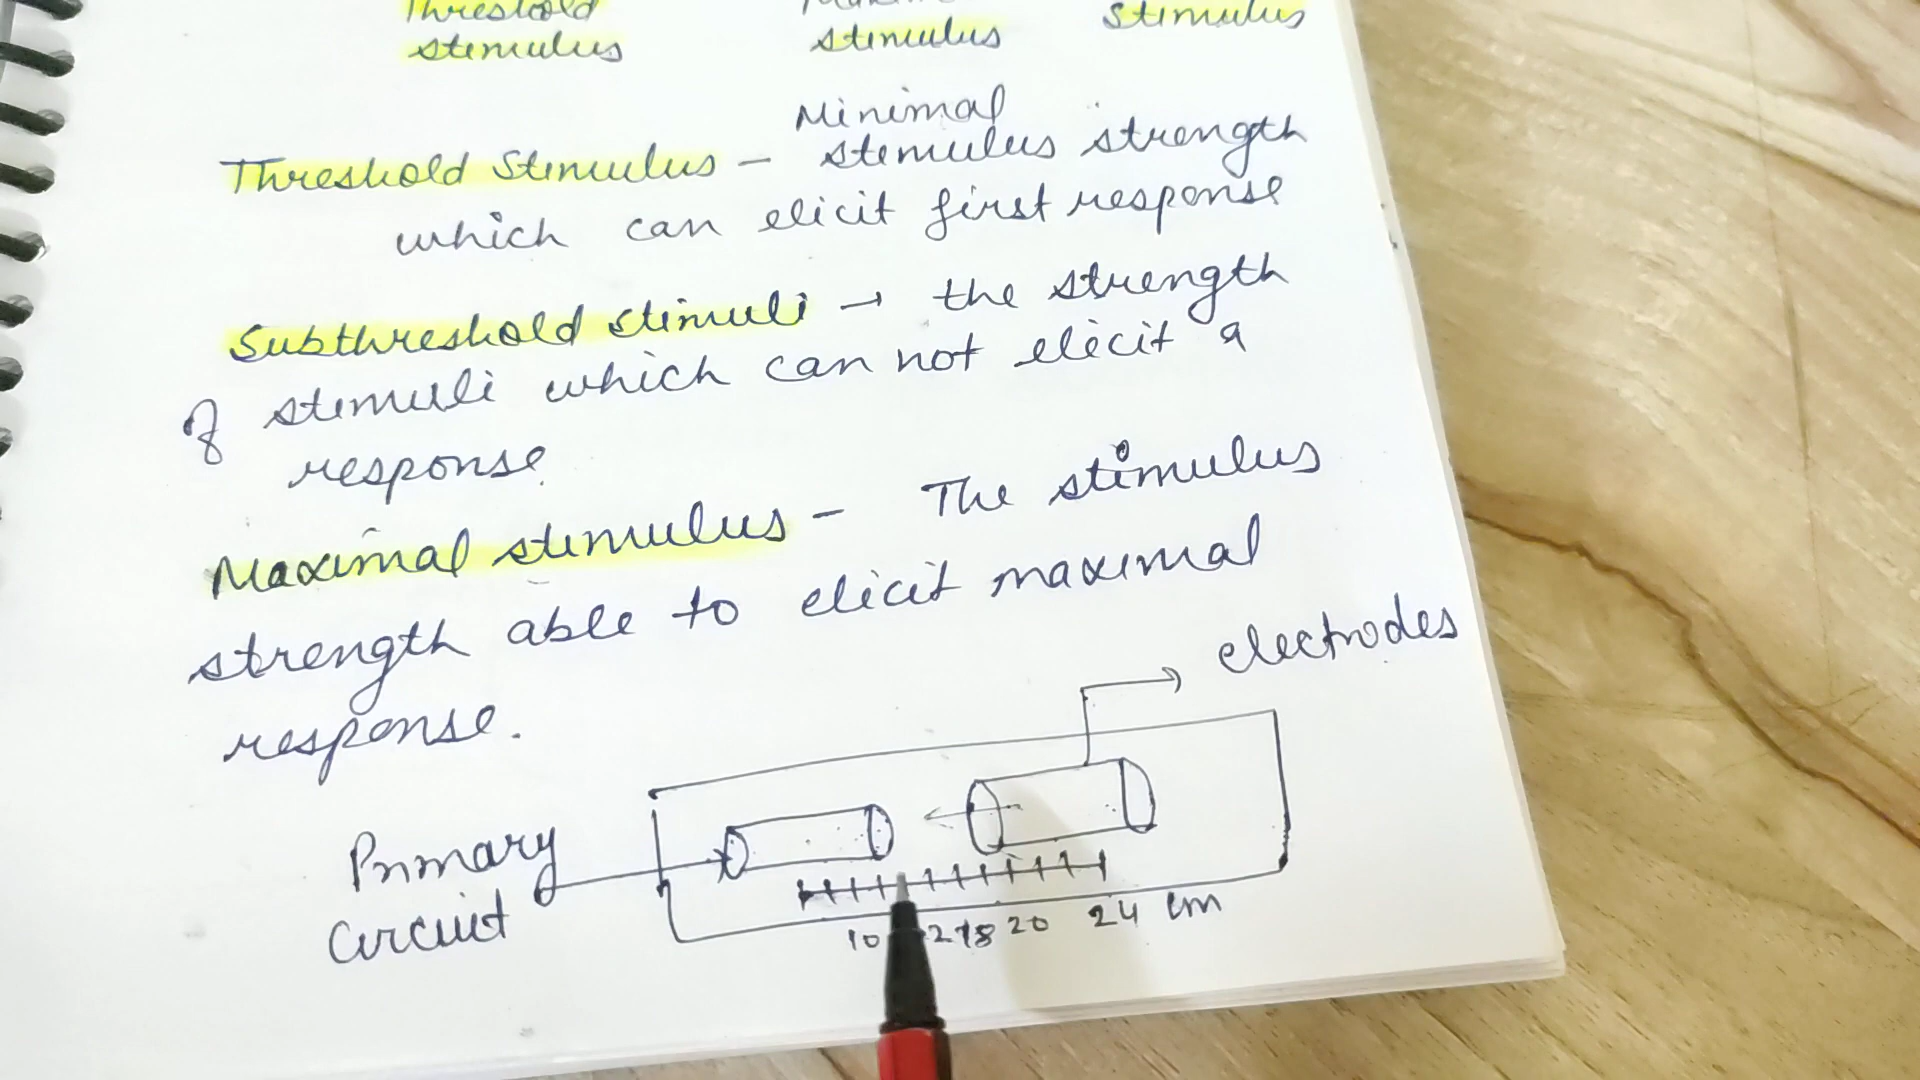 Threshold stimulus
stimulus
stimulus
Minimal
Threshold Stimulus - stimulus strength
which can elicit first response
Subthreshold stimuli → the strength
of stimuli which can not elicit a
response.
Maximal stimulus - The stimulus
strength able to elicit maximal
response.
electrodes
Primary
circuit
10 18 20 24 cm